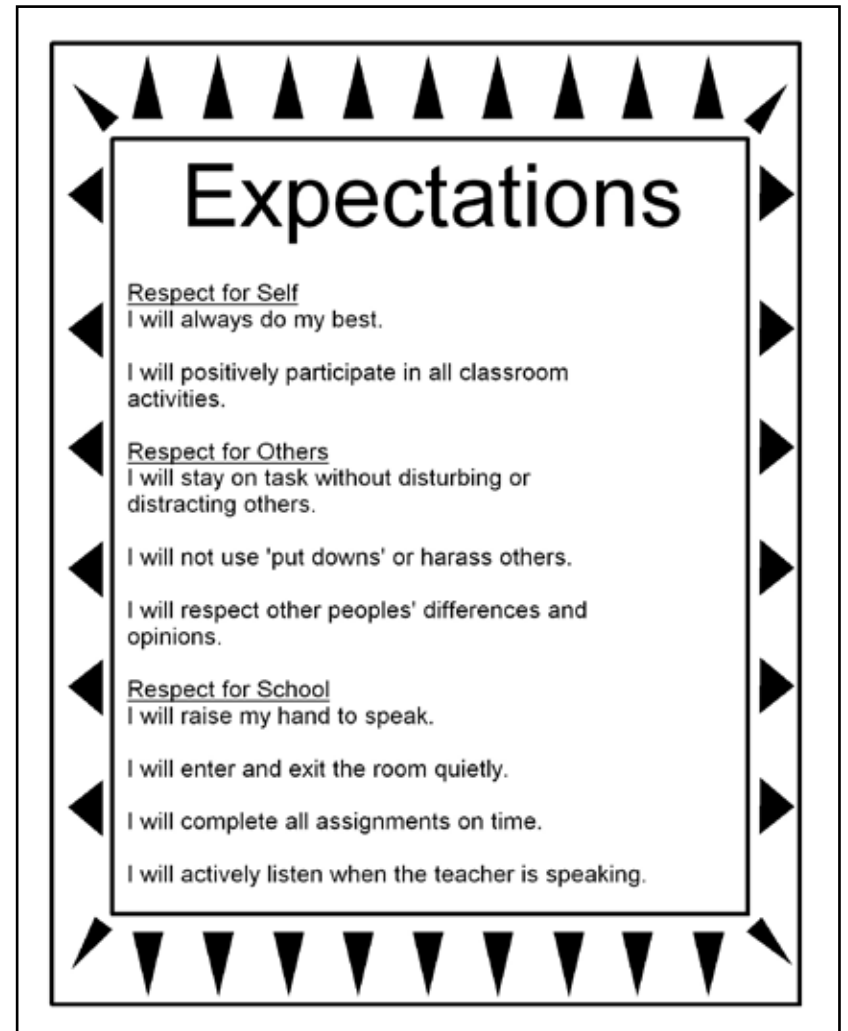 Expectations
Respect for Self
I will always do my best.
I will positively participate in all classroom
activities.
Respect for Others
I will stay on task without disturbing or
distracting others.
I will not use 'put downs' or harass others.
I will respect other peoples' differences and
opinions.
Respect for School
I will raise my hand to speak.
I will enter and exit the room quietly.
I will complete all assignments on time.
I will actively listen when the teacher is speaking.